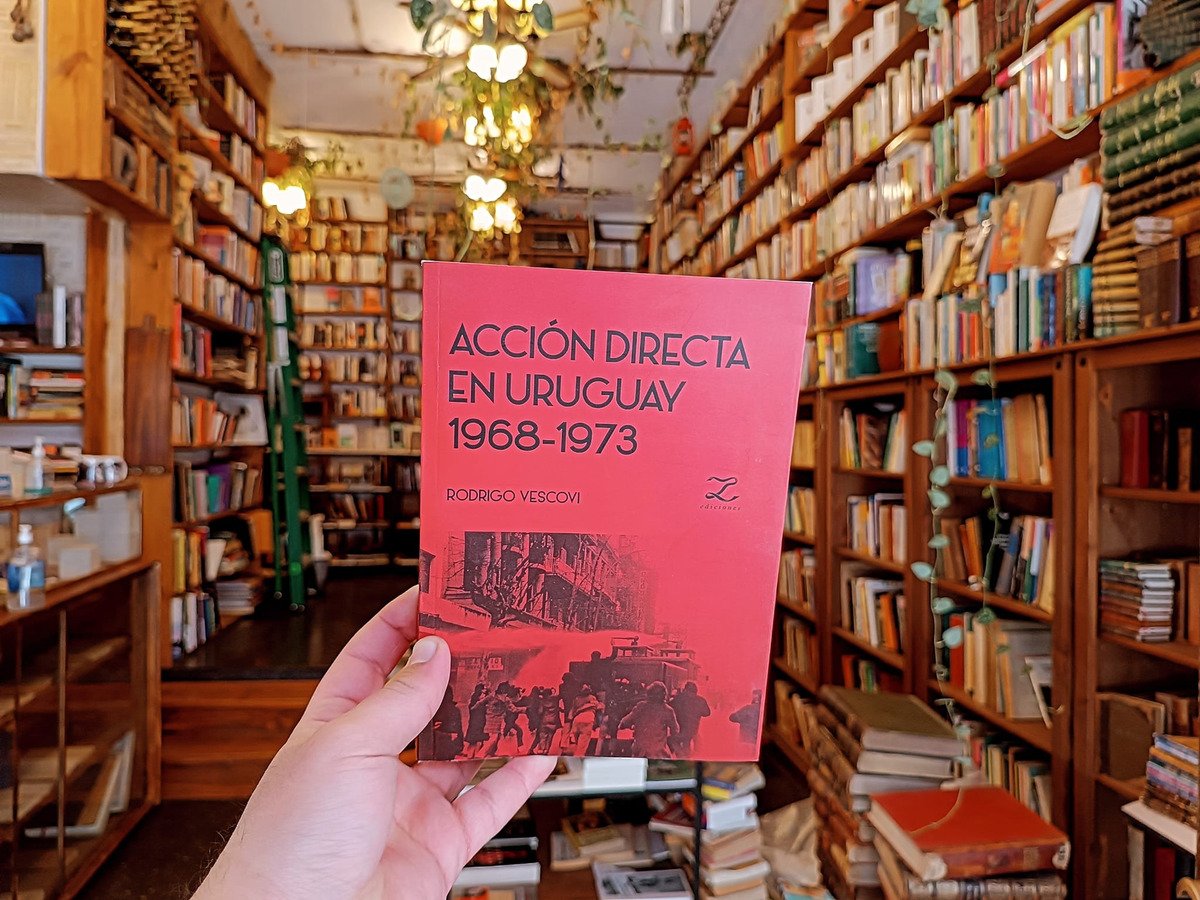 ACCIÓN DIRECTA
EN URUGUAY
1968-1973
RODRIGO VESCOVI
ediciones